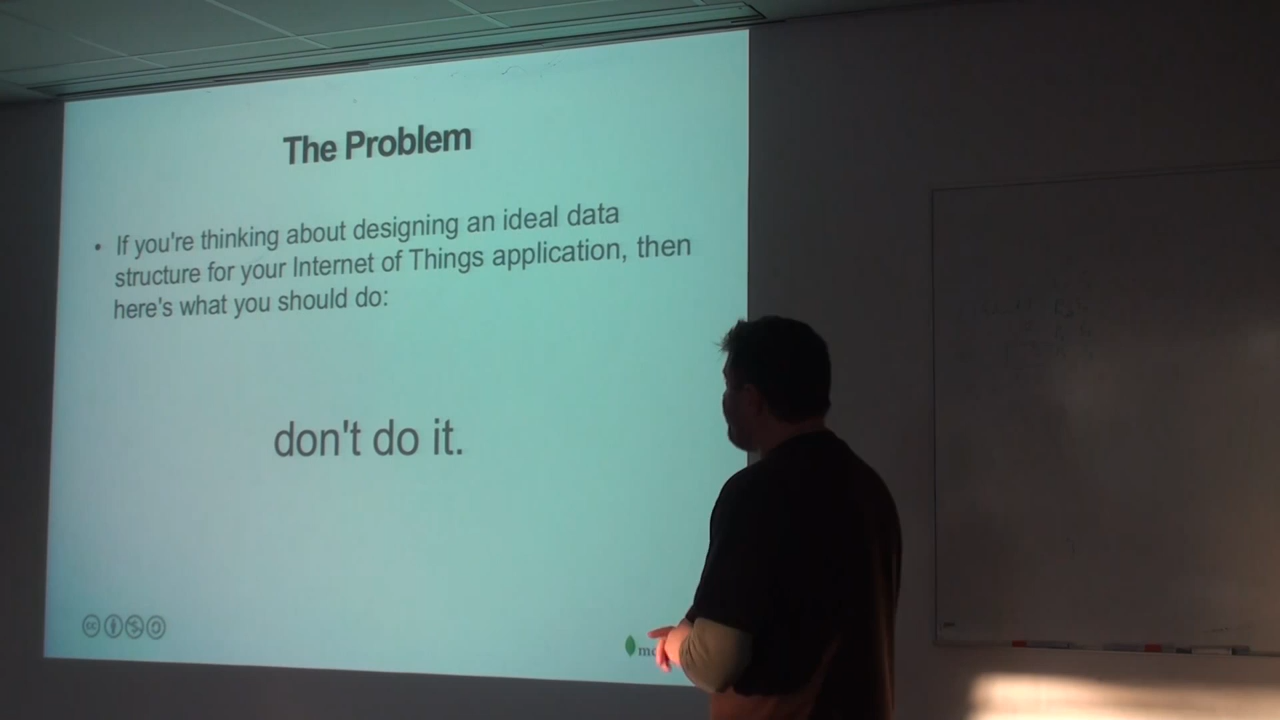 The Problem
• If you're thinking about designing an ideal data
structure for your Internet of Things application, then
here's what you should do:
don't do it.
cc